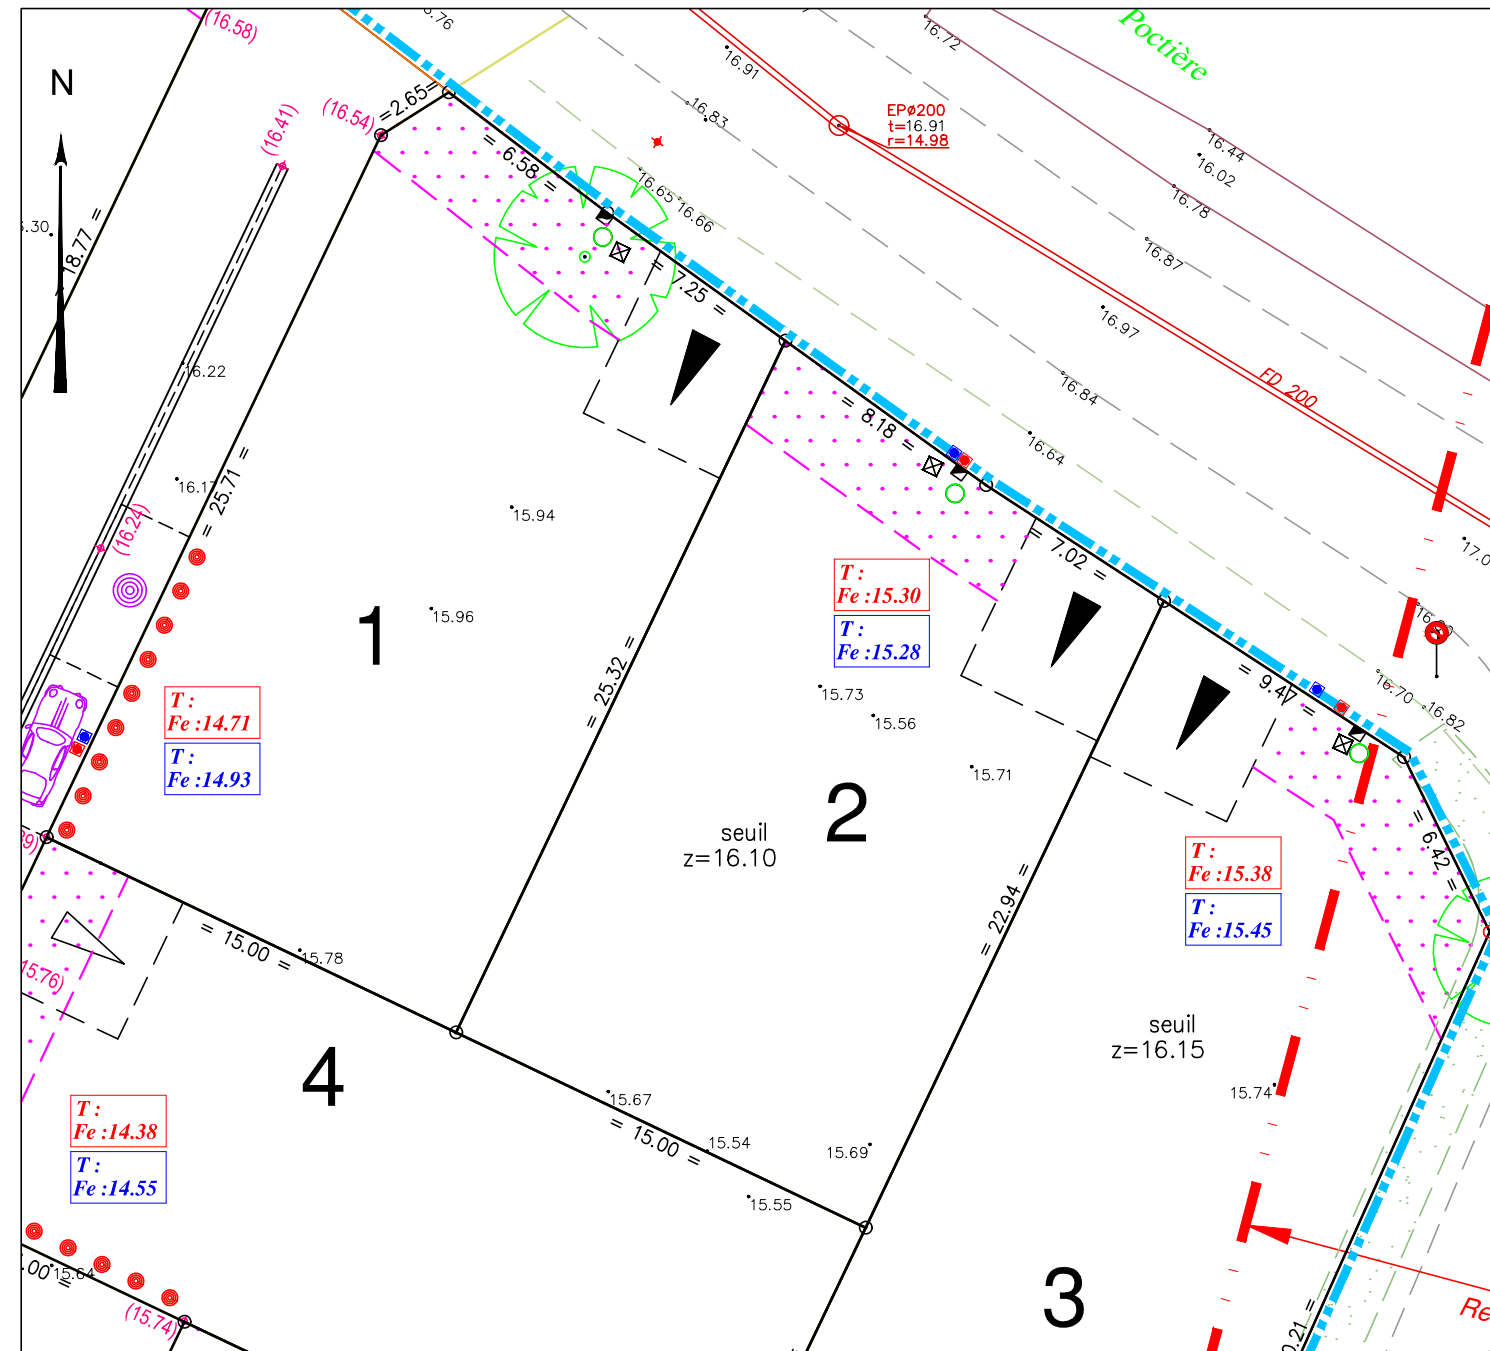 (16.58)
16.72
Poctière
N
16.91
(16.41)
(16.54)
=2.65=
16.83
EPø200
t=16.91
r=14.98
16.44
16.02
= 6.58 =
16.65
16.66
16.78
= 18.77 =
16.87
= 7.25 =
16.97
16.22
FD 200
16.84
= 8.18 =
16.64
= 25.71 =
(16.24)
15.94
= 7.02 =
T :
Fe :15.30
T :
Fe :15.28
1
15.96
= 25.32 =
= 9.47 =
16.70
16.82
15.73
15.56
T :
Fe :14.71
T :
Fe :14.93
15.71
2
seuil
z=16.10
= 6.42 =
T :
Fe :15.38
T :
Fe :15.45
= 22.94 =
= 15.00 =
15.78
15.76)
seuil
z=16.15
4
15.74
15.67
= 15.00 =
15.54
15.69
T :
Fe :14.38
T :
Fe :14.55
15.55
3
15.64
(15.74)